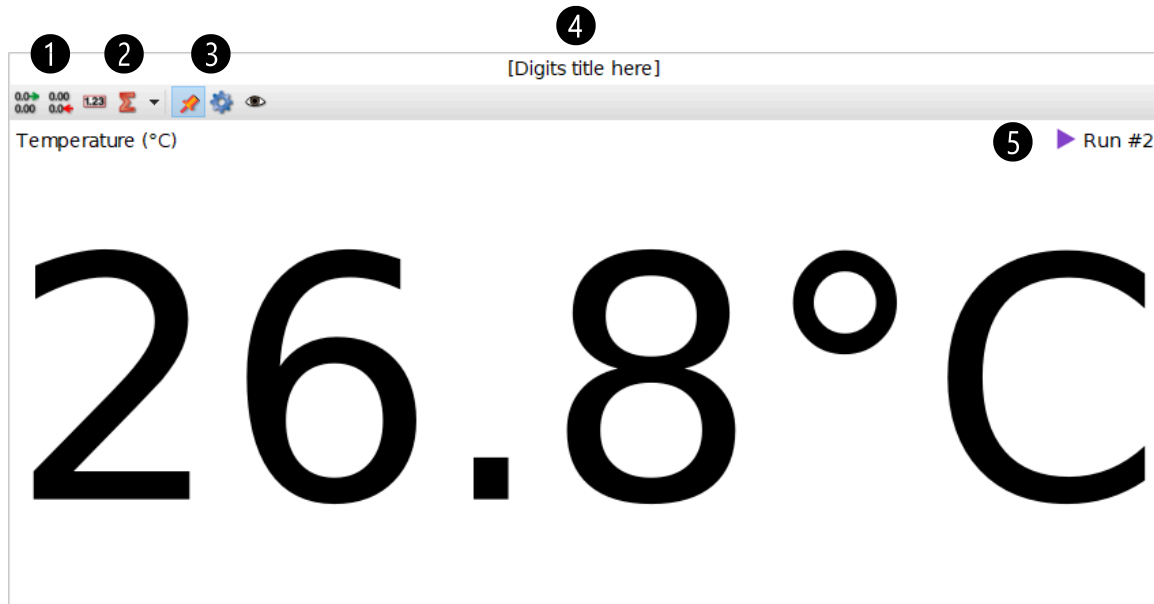 4
1 2 3
[Digits title here]
0.0 0.00 1.23
0.00 0.0
Temperature (°C) 5 Run #2
26.8°C